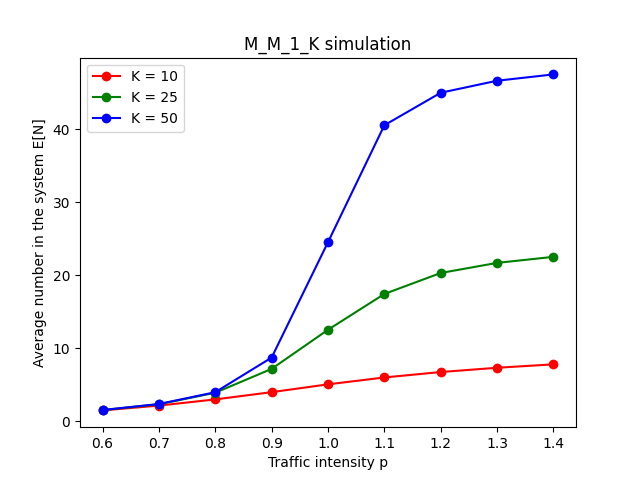 M_M_1_K simulation
K = 10
K = 25
K = 50
Average number in the system E[N]
40
30
20
10
0
0.6 0.7 0.8 0.9 1.0 1.1 1.2 1.3 1.4
Traffic intensity p